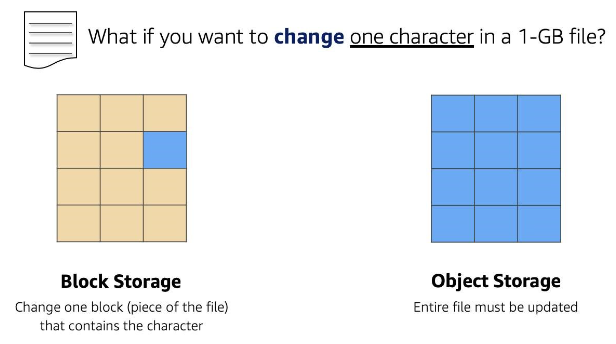 What if you want to change one character in a 1-GB file?
Block Storage
Change one block (piece of the file)
that contains the character
Object Storage
Entire file must be updated